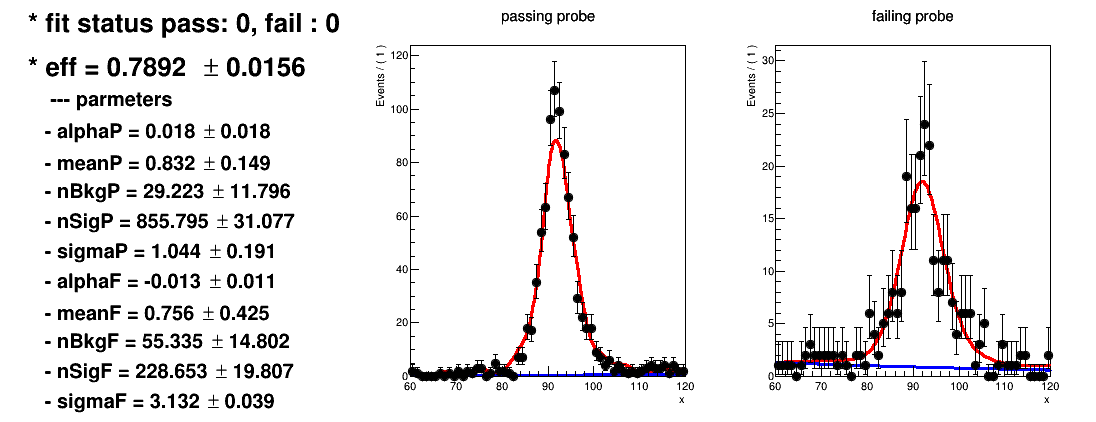 * fit status pass: 0, fail : 0
* eff = 0.7892 ± 0.0156
--- parmeters
- alphaP = 0.018 ± 0.018
- meanP = 0.832 ± 0.149
- nBkgP = 29.223 ± 11.796
- nSigP = 855.795 ± 31.077
- sigmaP = 1.044 ± 0.191
- alphaF = -0.013 ± 0.011
- meanF = 0.756 ± 0.425
- nBkgF = 55.335 ± 14.802
- nSigF = 228.653 ± 19.807
- sigmaF = 3.132 ± 0.039
passing probe
Events / ( 1 )
120
100
80
60
40
20
0
60 70 80 90 100 110 120
x
failing probe
Events / ( 1 )
30
25
20
15
10
5
0
60 70 80 90 100 110 120
x